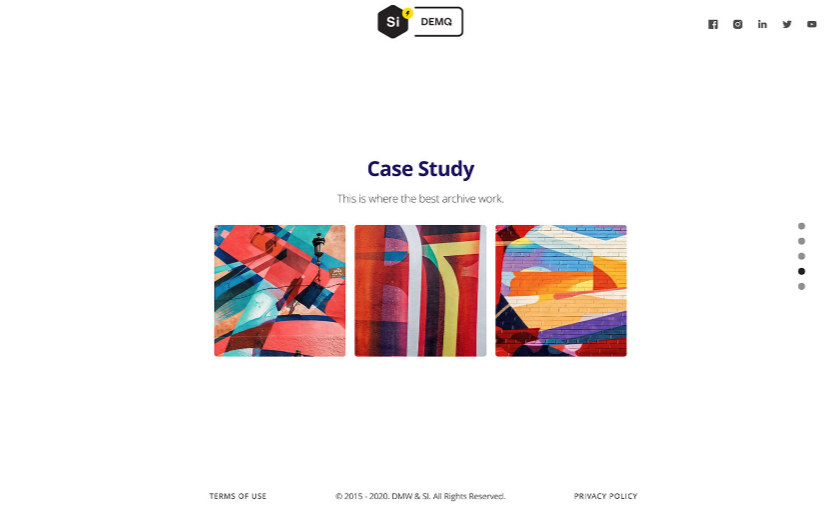 Si
DEMQ
Case Study
This is where the best archive work.
TERMS OF USE
© 2015 - 2020. DMW & SI. All Rights Reserved.
PRIVACY POLICY